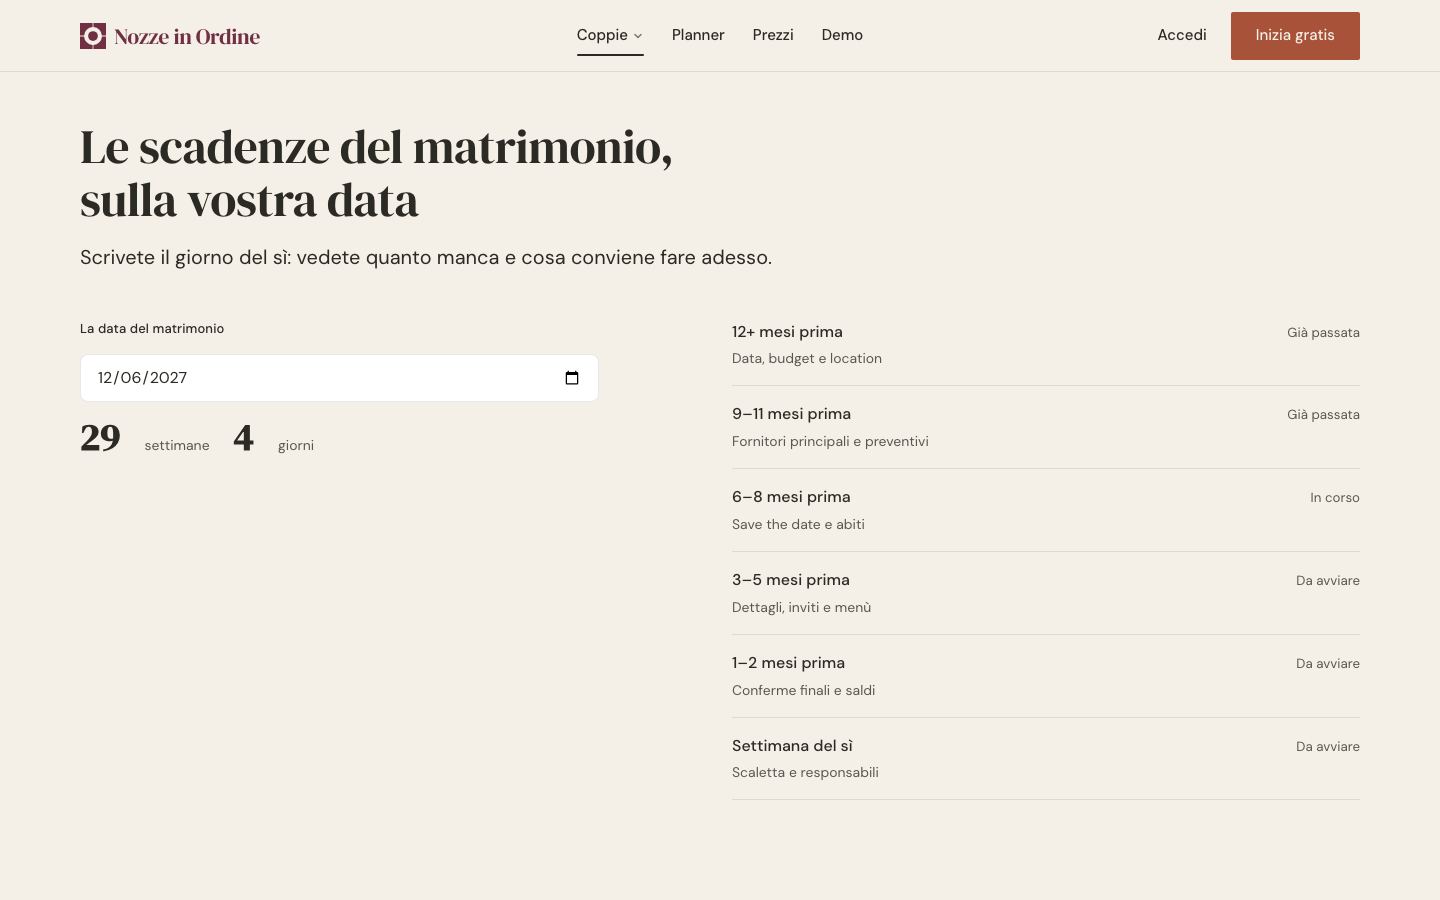 Nozze in Ordine
Coppie
Planner
Prezzi
Demo
Accedi
Inizia gratis
Le scadenze del matrimonio,
sulla vostra data
Scrivete il giorno del sì: vedete quanto manca e cosa conviene fare adesso.
La data del matrimonio
12/06/2027
29 settimane 4 giorni
12+ mesi prima
Già passata
Data, budget e location
9–11 mesi prima
Già passata
Fornitori principali e preventivi
6–8 mesi prima
In corso
Save the date e abiti
3–5 mesi prima
Da avviare
Dettagli, inviti e menù
1–2 mesi prima
Da avviare
Conferme finali e saldi
Settimana del sì
Da avviare
Scaletta e responsabili